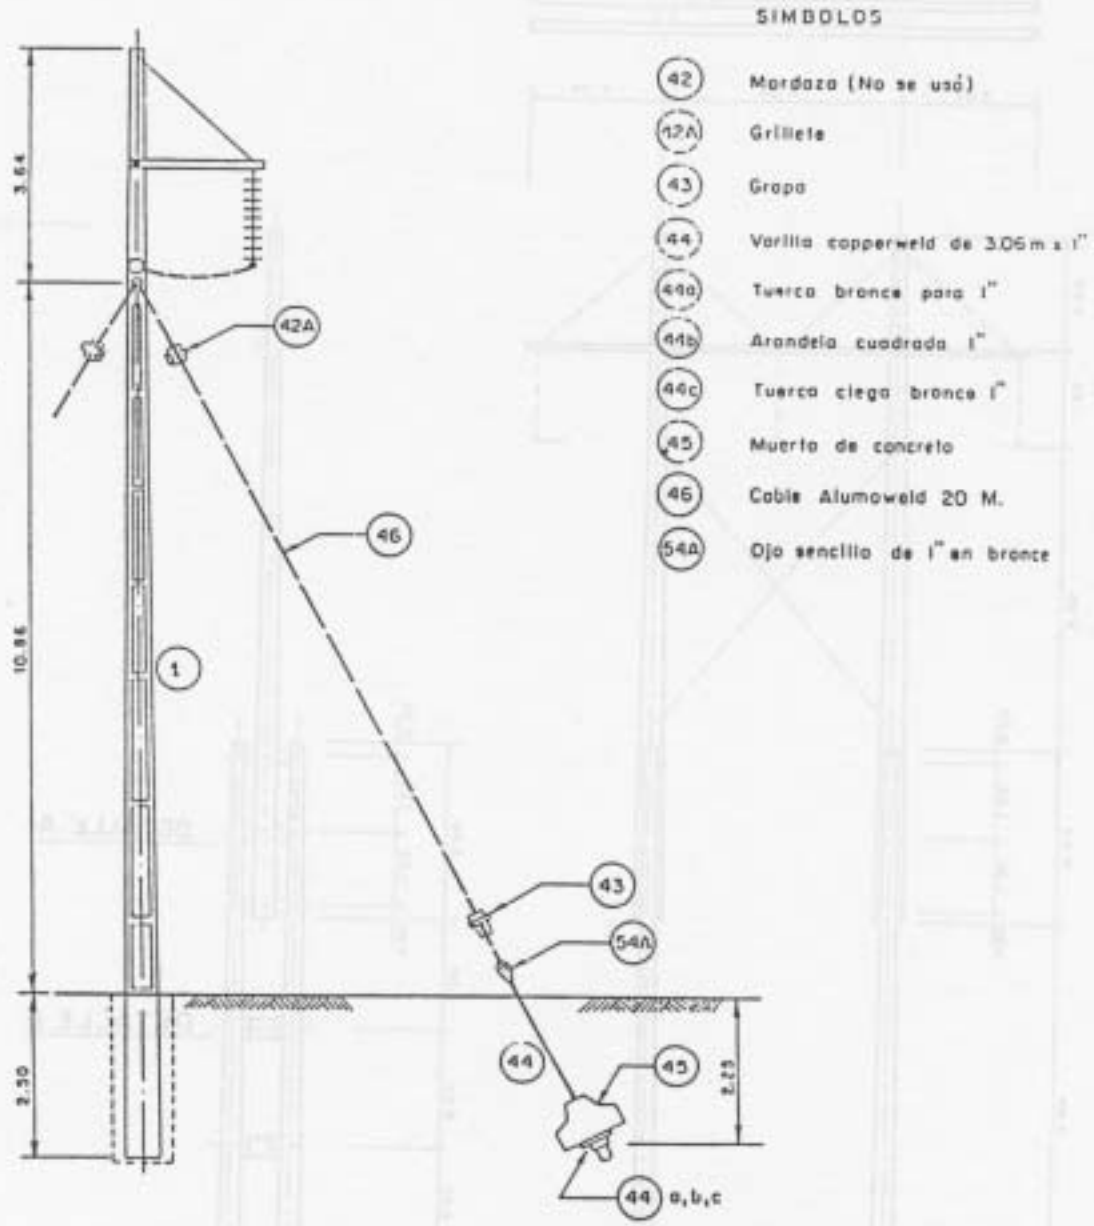 SIMBOLOS
42 Mordaza (No se usó)
42A Grillete
43 Grapa
44 Varilla copperweld de 3.05m x 1"
44a Tuerca bronce para 1"
44b Arandela cuadrada 1"
44c Tuerca ciega bronce 1"
45 Muerto de concreto
46 Cable Alumoweld 20 M.
54A Ojo sencillo de 1" en bronce
3.64
42A
46
10.86
1
43
54A
44
45
2.50
2.25
44 a,b,c